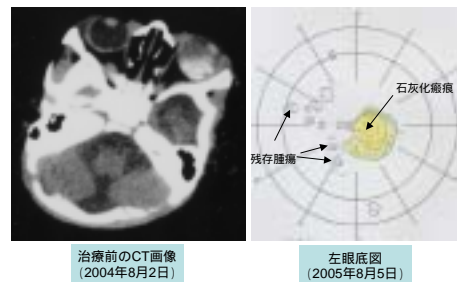 石灰化瘢痕
残存腫瘍
治療前のCT画像
(2004年8月2日)
左眼底図
(2005年8月5日)